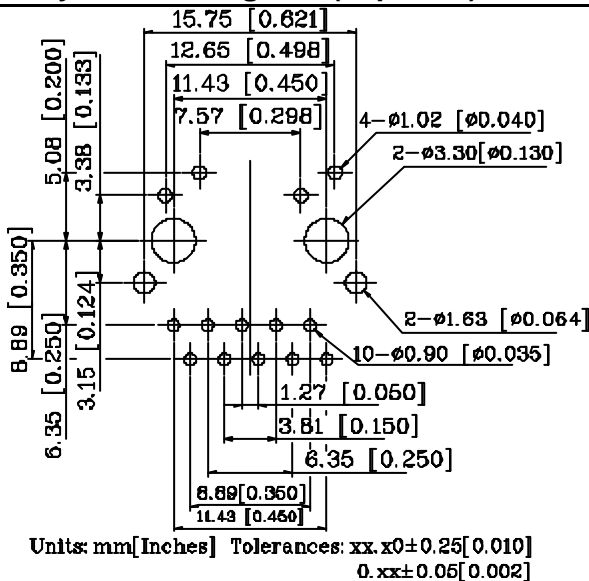 15.75 [0.621]
12.65 [0.498]
11.43 [0.450]
7.57 [0.298]
5.08 [0.200]
3.38 [0.133]
4-ø1.02 [ø0.040]
2-ø3.30[ø0.130]
8.89 [0.350]
6.35 [0.250]
3.15 [0.124]
2-ø1.63 [ø0.064]
10-ø0.90 [ø0.035]
1.27 [0.050]
3.81 [0.150]
6.35 [0.250]
8.89[0.350]
11.43 [0.450]
Units: mm[Inches] Tolerances: xx.x0±0.25[0.010]
0.xx±0.05[0.002]